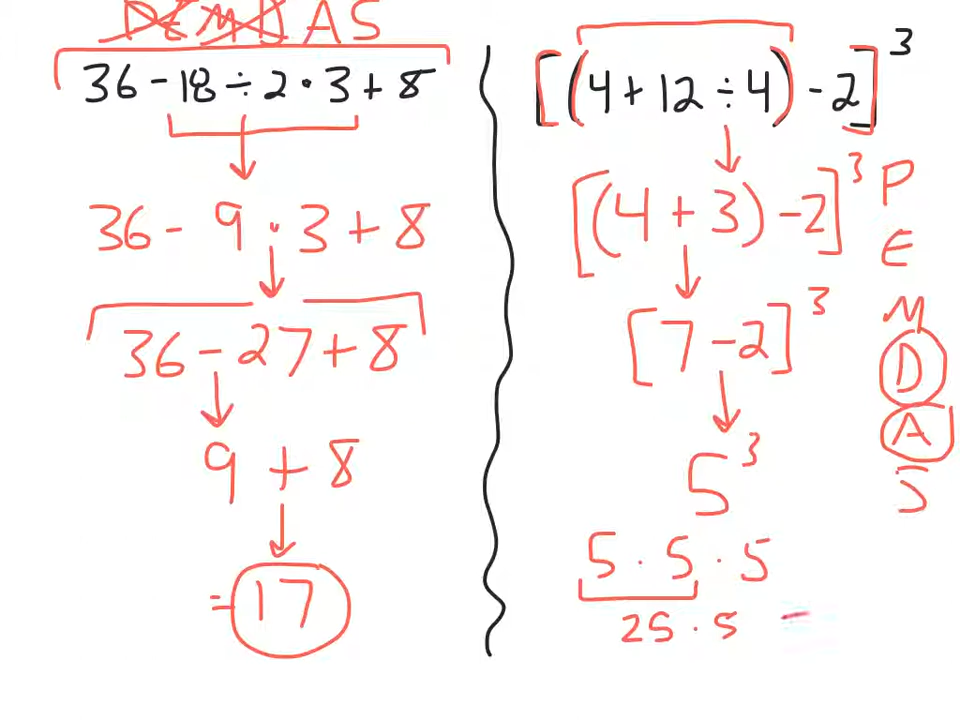 PEMDAS
36 - 18 ÷ 2 · 3 + 8
36 - 9 · 3 + 8
36 - 27 + 8
9 + 8
= 17
[(4 + 12 ÷ 4) - 2]³
[(4 + 3) - 2]³
[7 - 2]³
5³
5 · 5 · 5
25 · 5
P
E
M
D
A
S